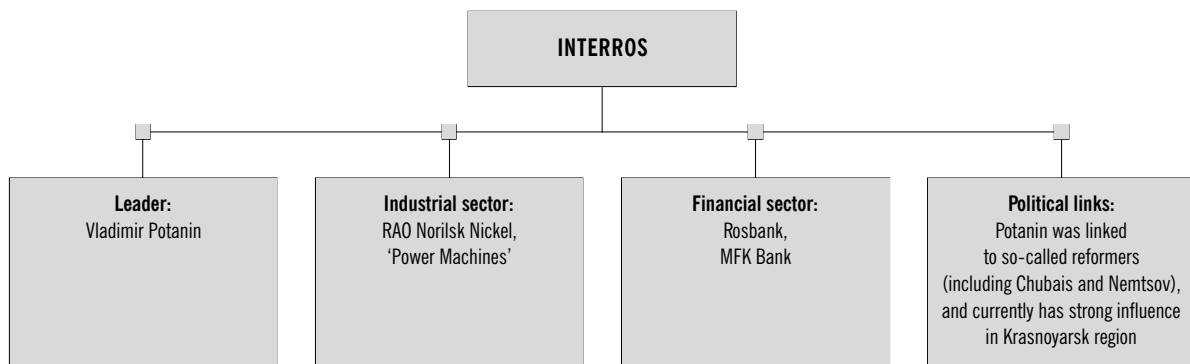 INTERROS
Leader:
Vladimir Potanin
Industrial sector:
RAO Norilsk Nickel,
‘Power Machines’
Financial sector:
Rosbank,
MFK Bank
Political links:
Potanin was linked
to so-called reformers
(including Chubais and Nemtsov),
and currently has strong influence
in Krasnoyarsk region